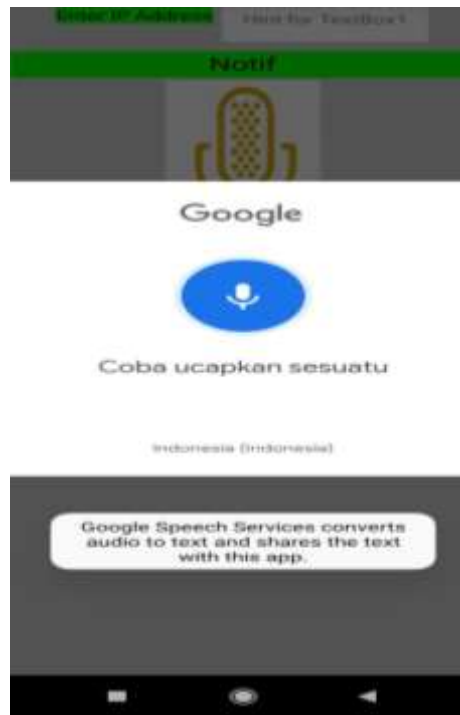 Enter IP Address Hint for TextBox1
Notif
Google
Coba ucapkan sesuatu
Indonesia (Indonesia)
Google Speech Services converts
audio to text and shares the text
with this app.